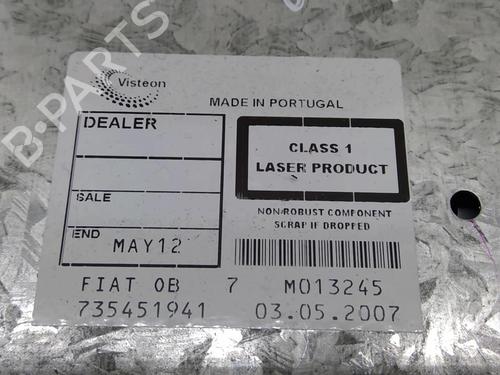 Visteon
MADE IN PORTUGAL
DEALER
CLASS 1
LASER PRODUCT
SALE
NON-ROBUST COMPONENT
SCRAP IF DROPPED
END MAY12
FIAT OB 7 M013245
735451941 03.05.2007
B-PARTS